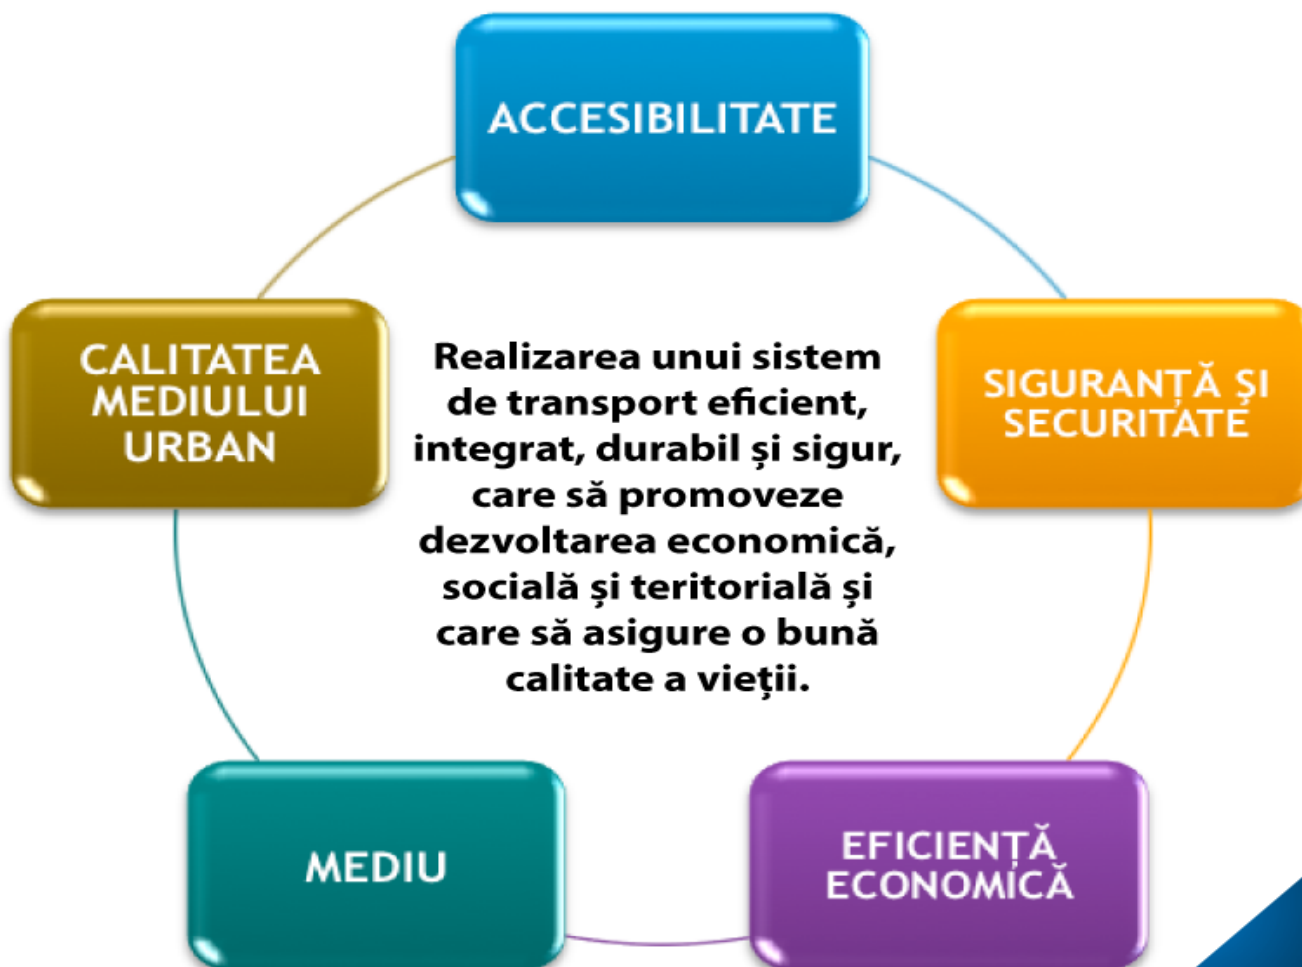 ACCESIBILITATE
CALITATEA
MEDIULUI
URBAN
Realizarea unui sistem
de transport eficient,
integrat, durabil și sigur,
care să promoveze
dezvoltarea economică,
socială și teritorială și
care să asigure o bună
calitate a vieții.
SIGURANȚĂ ŞI
SECURITATE
MEDIU
EFICIENȚĂ
ECONOMICĂ